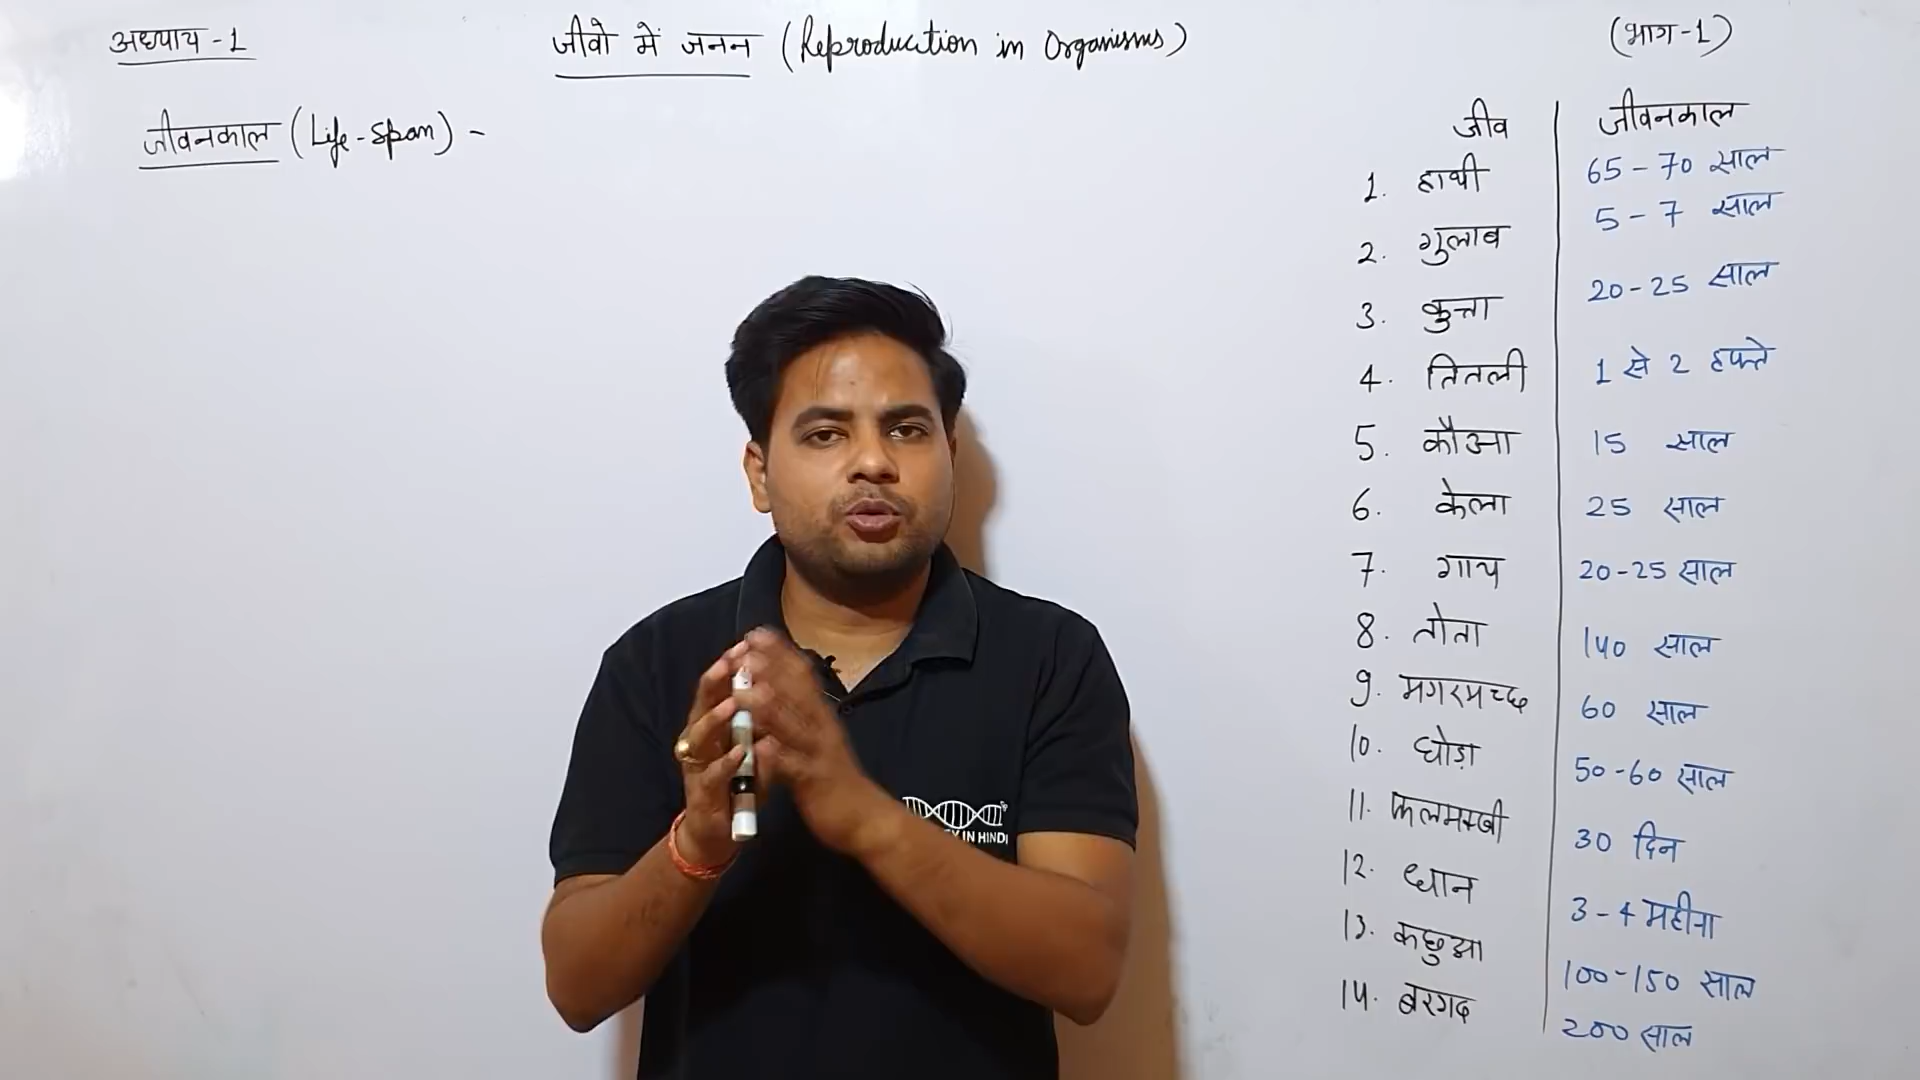 अध्याय - 1
जीवो में जनन (Reproduction in Organisms)
(भाग-1)
जीवनकाल (Life-Span) -
जीव | जीवनकाल
1. हाथी 65 - 70 साल
2. गुलाब 5 - 7 साल
3. कुत्ता 20-25 साल
4. तितली 1 से 2 हफ्ते
5. कौआ 15 साल
6. केला 25 साल
7. गाय 20-25 साल
8. तोता 140 साल
9. मगरमच्छ 60 साल
10. घोड़ा 50-60 साल
11. फलमक्खी 30 दिन
12. धान 3-4 महीना
13. कछुआ 100-150 साल
14. बरगद 200 साल
IN HINDI